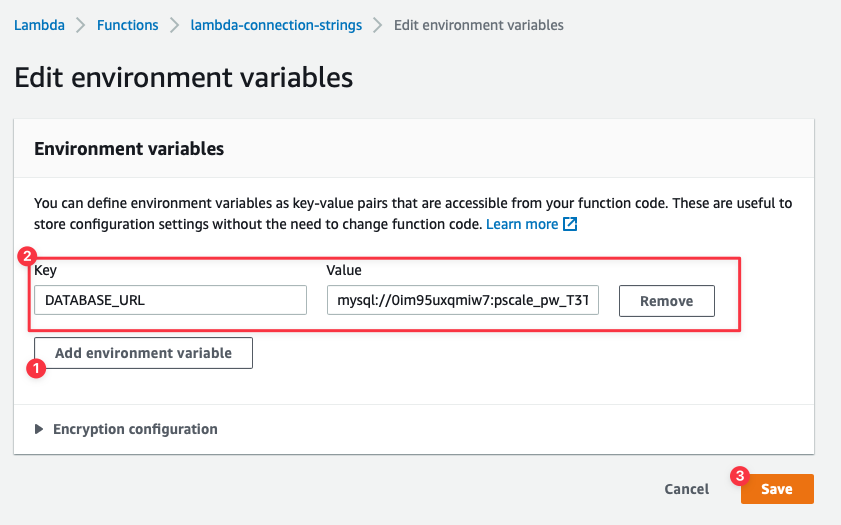 Lambda > Functions > lambda-connection-strings > Edit environment variables
Edit environment variables
Environment variables
You can define environment variables as key-value pairs that are accessible from your function code. These are useful to
store configuration settings without the need to change function code. Learn more
2
Key Value
DATABASE_URL mysql://0im95uxqmiw7:pscale_pw_T3T Remove
Add environment variable
1
Encryption configuration
Cancel 3 Save